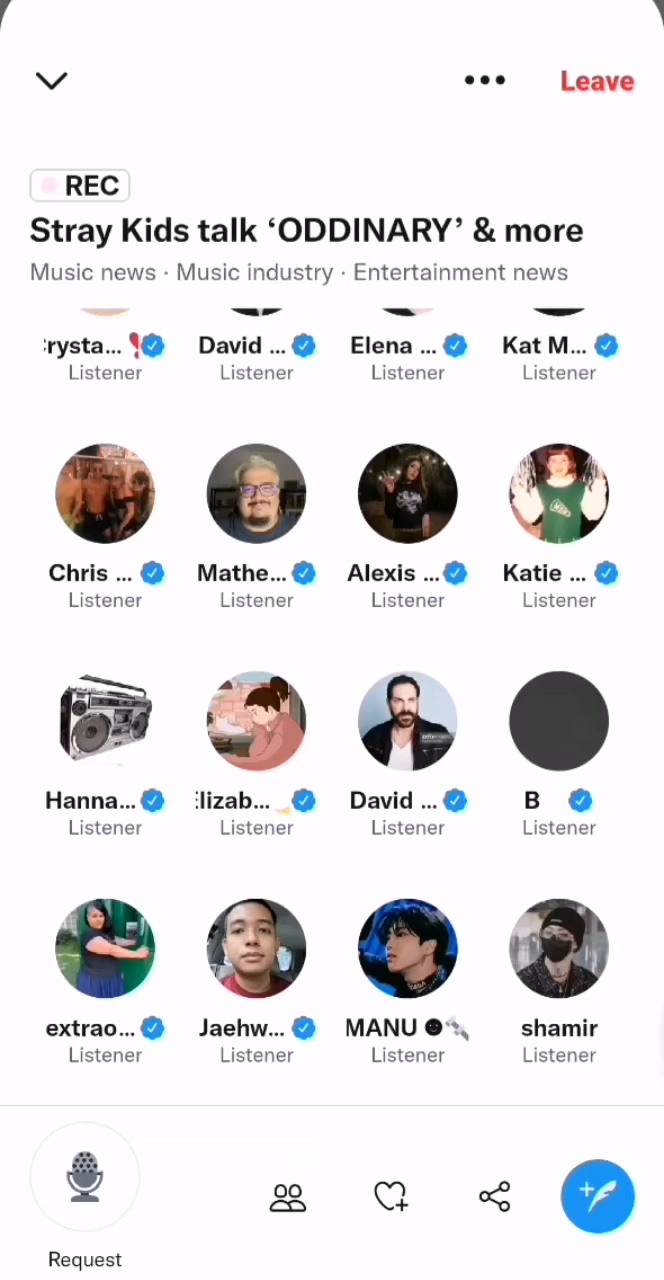 Leave
REC
Stray Kids talk ‘ODDINARY’ & more
Music news · Music industry · Entertainment news
rysta... David ... Elena ... Kat M...
Listener Listener Listener Listener
Chris ... Mathe... Alexis ... Katie ...
Listener Listener Listener Listener
Hanna... lizab... David ... B
Listener Listener Listener Listener
extrao... Jaehw... MANU shamir
Listener Listener Listener Listener
Request